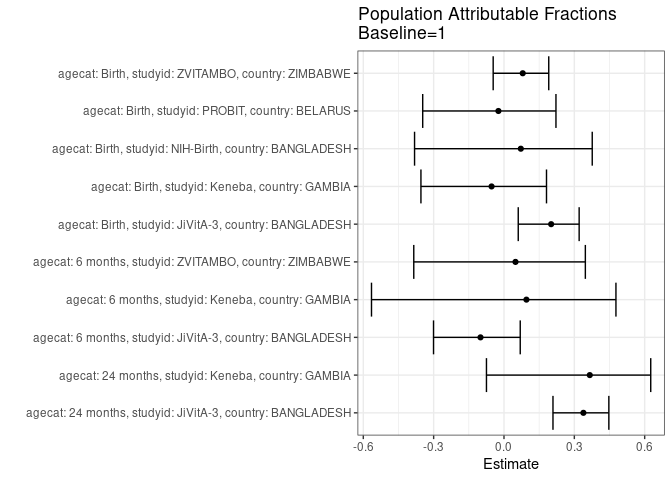 Population Attributable Fractions
Baseline=1
agecat: Birth, studyid: ZVITAMBO, country: ZIMBABWE
agecat: Birth, studyid: PROBIT, country: BELARUS
agecat: Birth, studyid: NIH-Birth, country: BANGLADESH
agecat: Birth, studyid: Keneba, country: GAMBIA
agecat: Birth, studyid: JiVitA-3, country: BANGLADESH
agecat: 6 months, studyid: ZVITAMBO, country: ZIMBABWE
agecat: 6 months, studyid: Keneba, country: GAMBIA
agecat: 6 months, studyid: JiVitA-3, country: BANGLADESH
agecat: 24 months, studyid: Keneba, country: GAMBIA
agecat: 24 months, studyid: JiVitA-3, country: BANGLADESH
-0.6 -0.3 0.0 0.3 0.6
Estimate